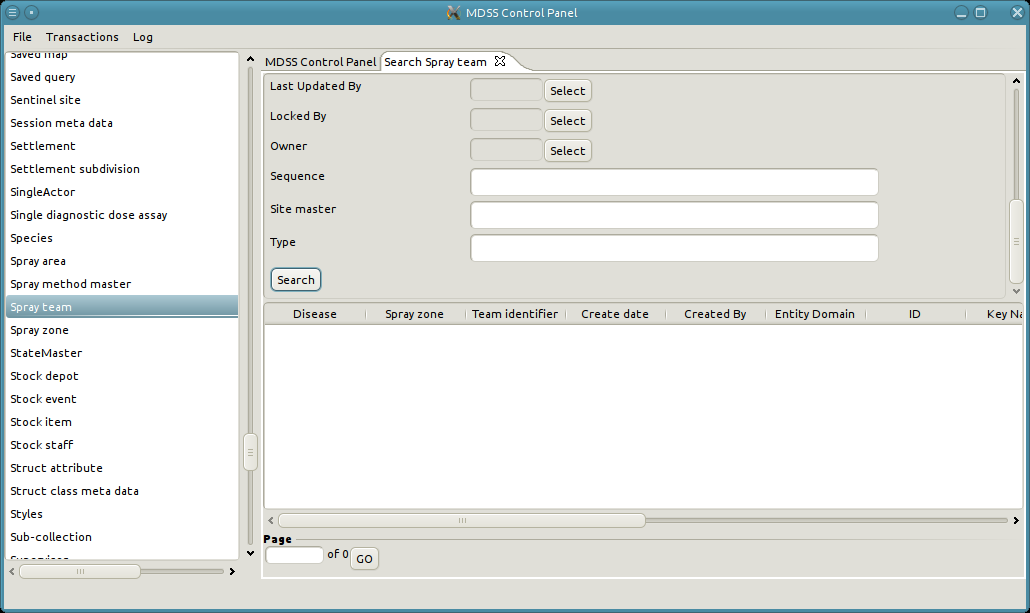 MDSS Control Panel
File Transactions Log
Saved map
Saved query
Sentinel site
Session meta data
Settlement
Settlement subdivision
SingleActor
Single diagnostic dose assay
Species
Spray area
Spray method master
Spray team
Spray zone
StateMaster
Stock depot
Stock event
Stock item
Stock staff
Struct attribute
Struct class meta data
Styles
Sub-collection
MDSS Control Panel Search Spray team
Last Updated By Select
Locked By Select
Owner Select
Sequence
Site master
Type
Search
Disease Spray zone Team identifier Create date Created By Entity Domain ID Key Na
Page
of 0 GO